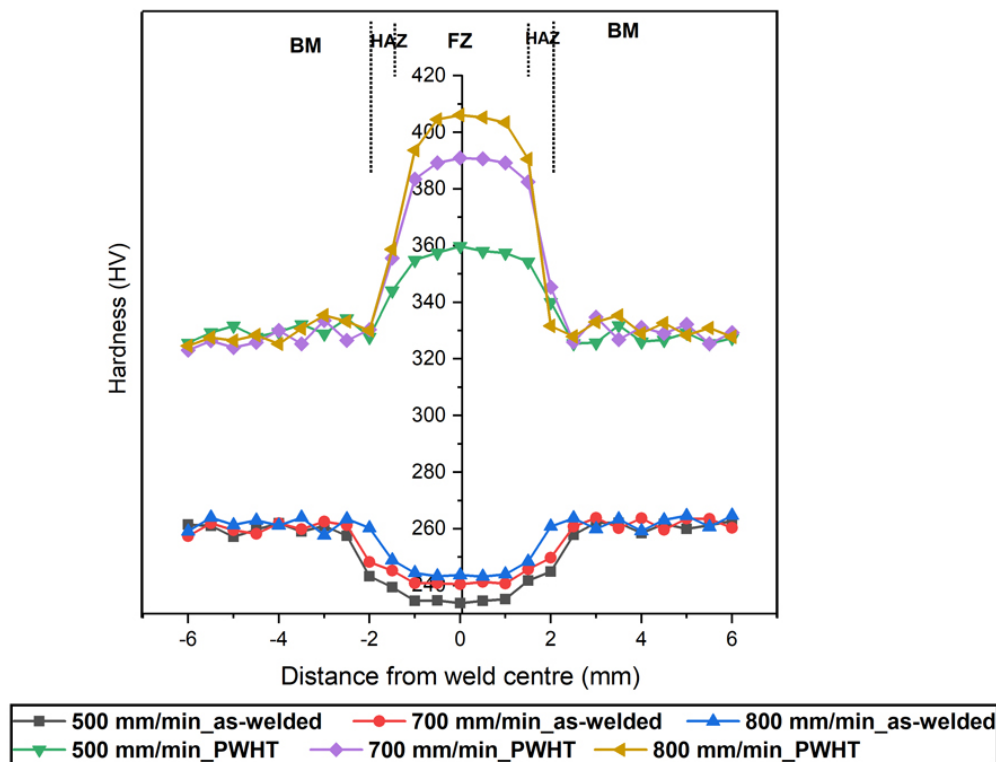 BM HAZ FZ HAZ BM
420
400
380
360
340
320
300
280
260
240
Hardness (HV)
-6 -4 -2 0 2 4 6
Distance from weld centre (mm)
500 mm/min_as-welded 700 mm/min_as-welded 800 mm/min_as-welded
500 mm/min_PWHT 700 mm/min_PWHT 800 mm/min_PWHT